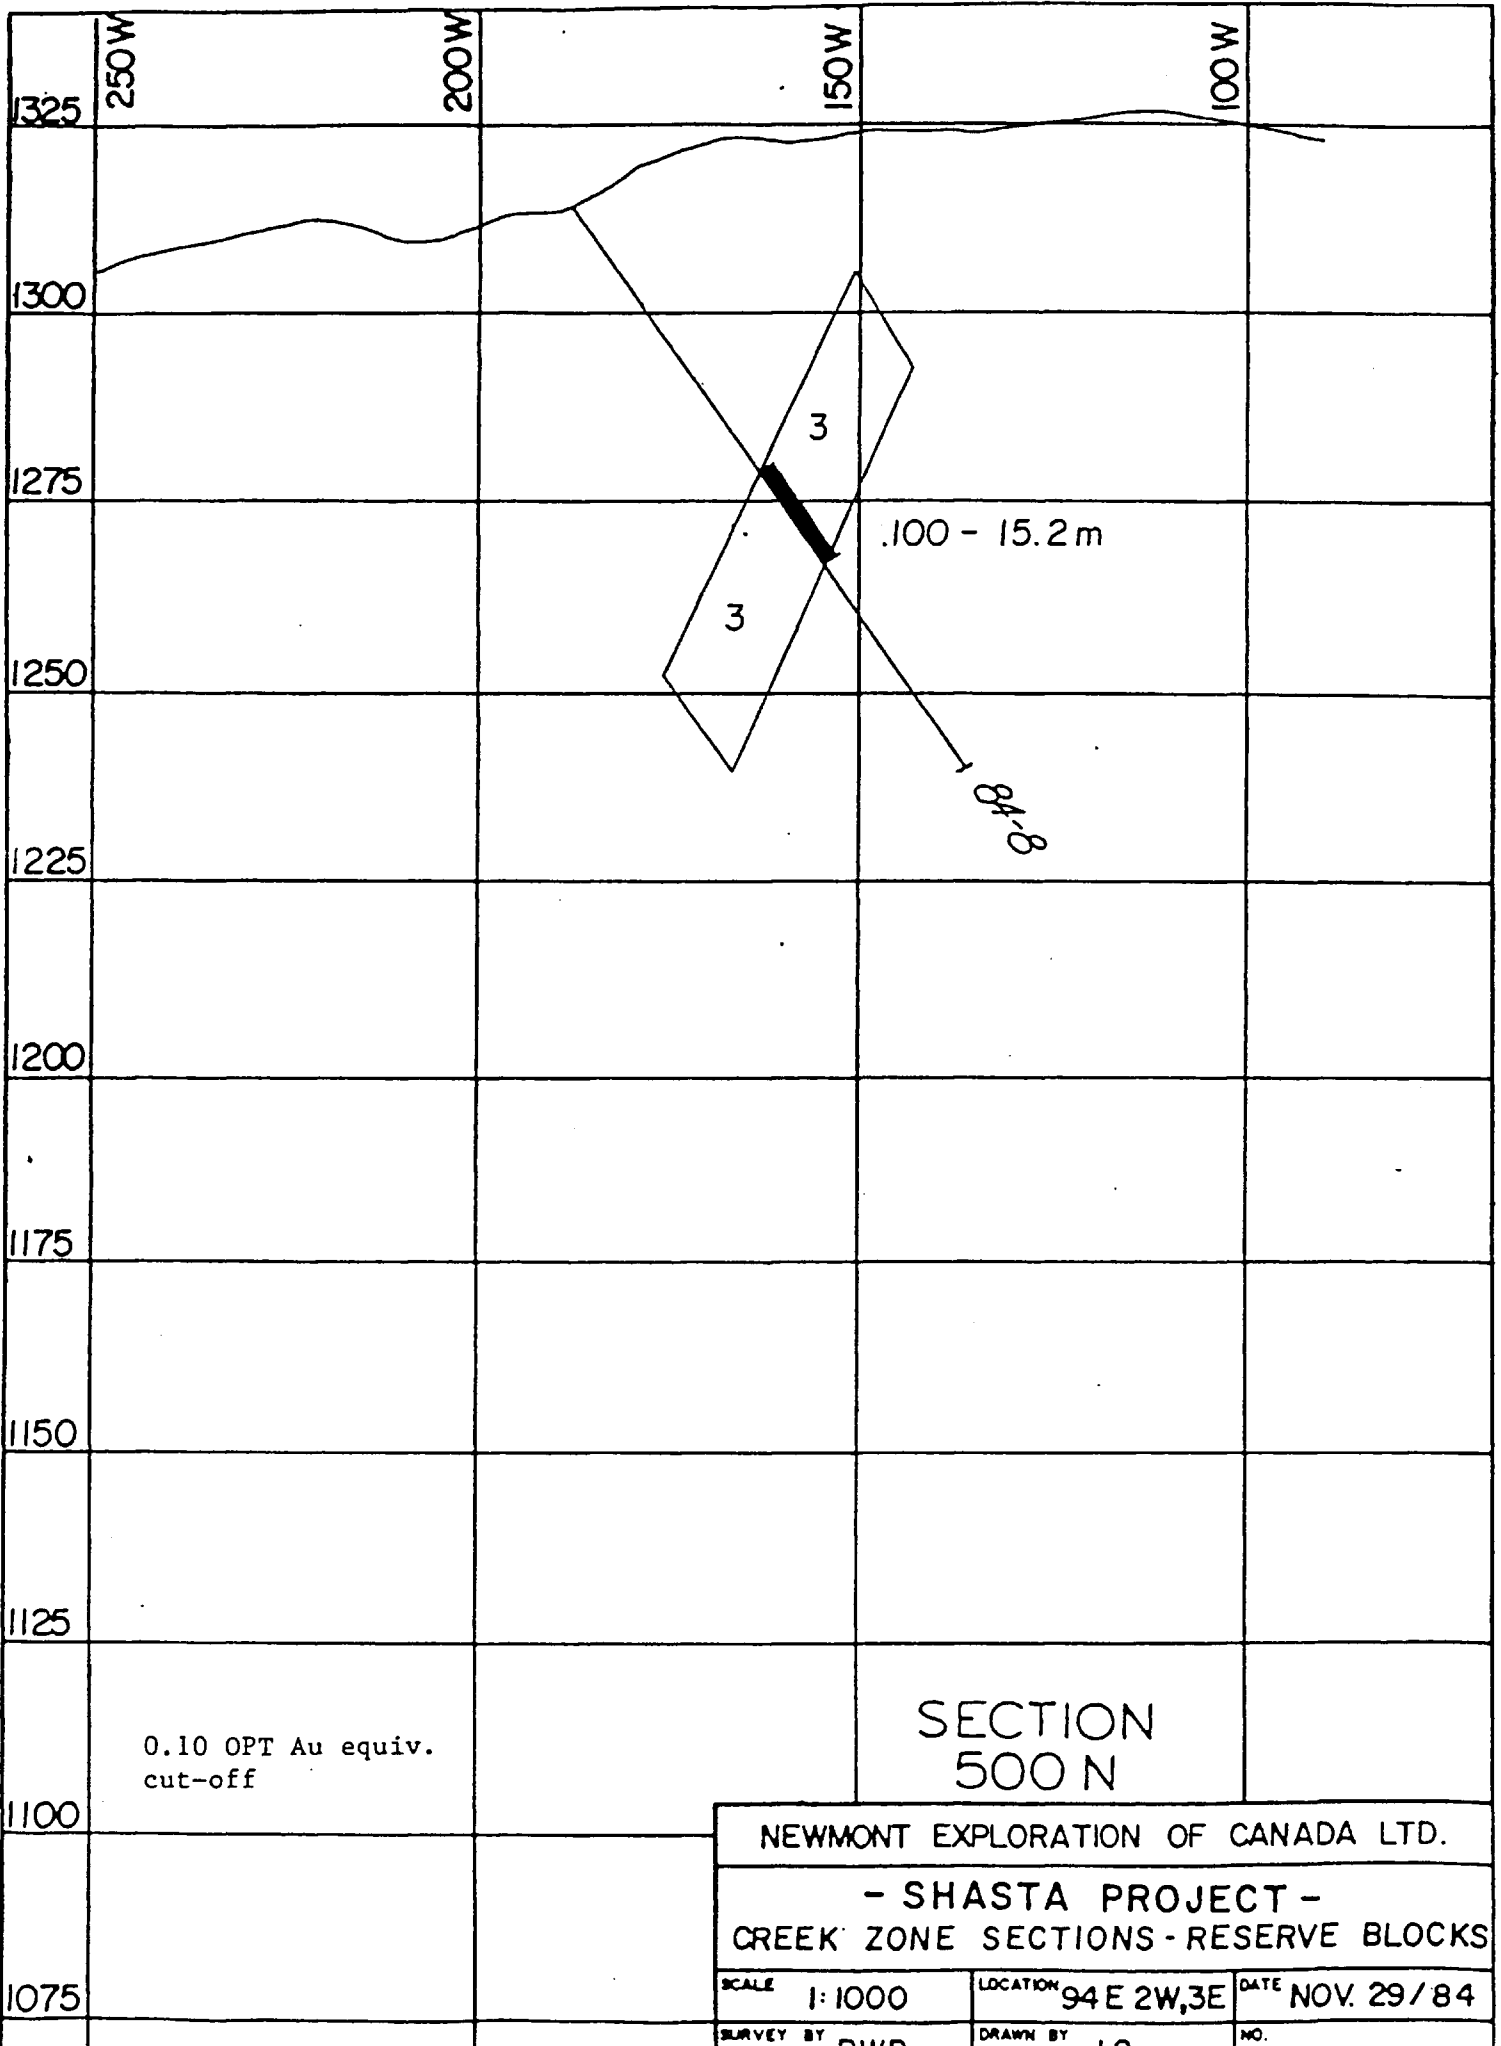 250W
200W
150W
100W
1325
1300
3
1275
.100 - 15.2m
3
1250
84-8
1225
1200
1175
1150
1125
SECTION
500 N
0.10 OPT Au equiv.
cut-off
1100
NEWMONT EXPLORATION OF CANADA LTD.
- SHASTA PROJECT -
CREEK ZONE SECTIONS - RESERVE BLOCKS
1075
SCALE 1:1000
LOCATION 94 E 2W,3E
DATE NOV. 29/84
SURVEY BY
DRAWN BY
NO.